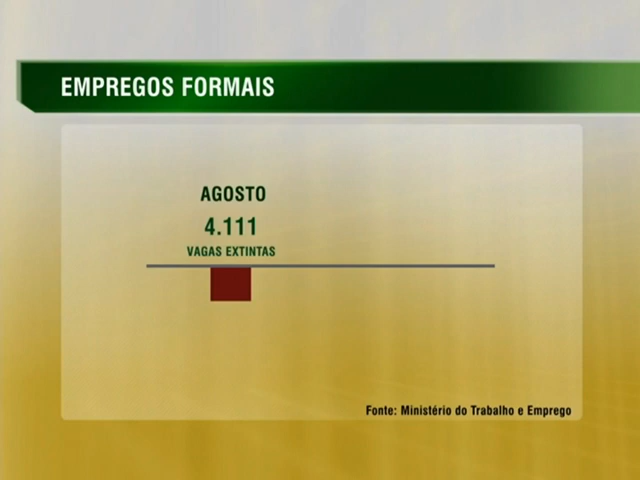 EMPREGOS FORMAIS
AGOSTO
4.111
VAGAS EXTINTAS
Fonte: Ministério do Trabalho e Emprego